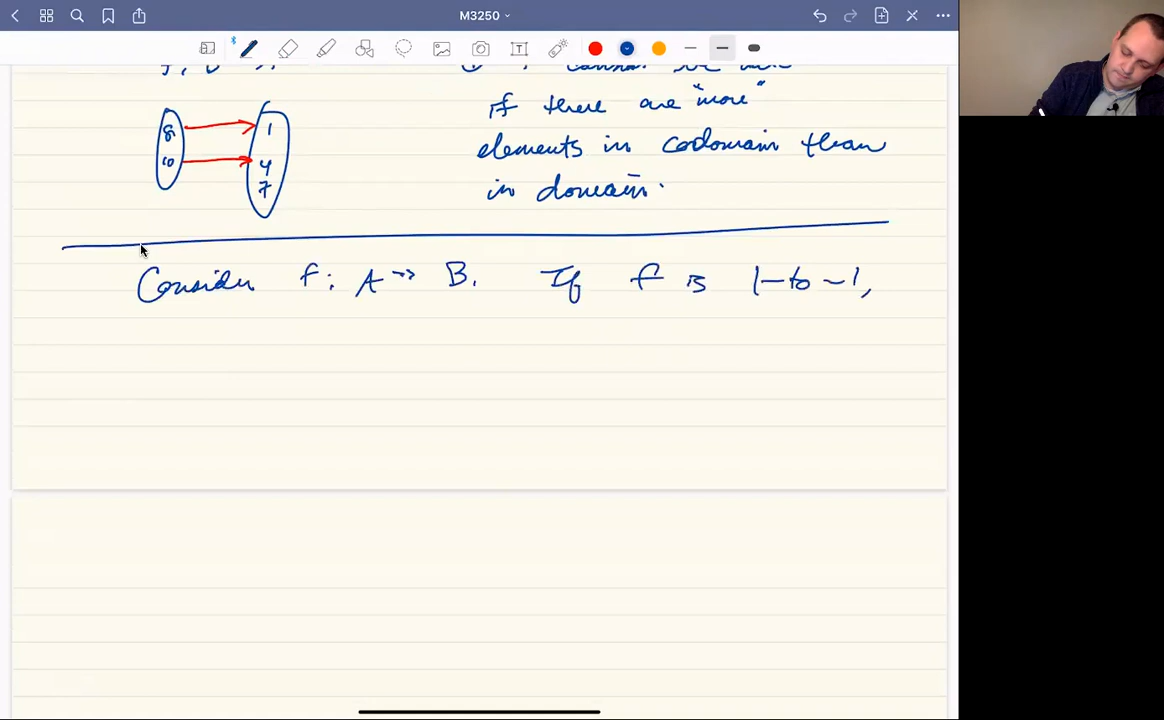 M3250
if there are "more"
8 1
elements in codomain than
10 4
7
in domain.
Consider f: A → B. If f is 1-to-1,